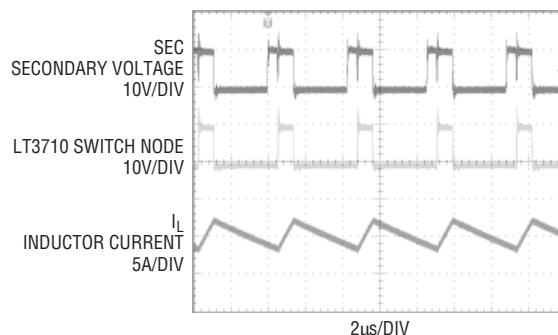 SEC
SECONDARY VOLTAGE
10V/DIV
LT3710 SWITCH NODE
10V/DIV
IL
INDUCTOR CURRENT
5A/DIV
2µs/DIV